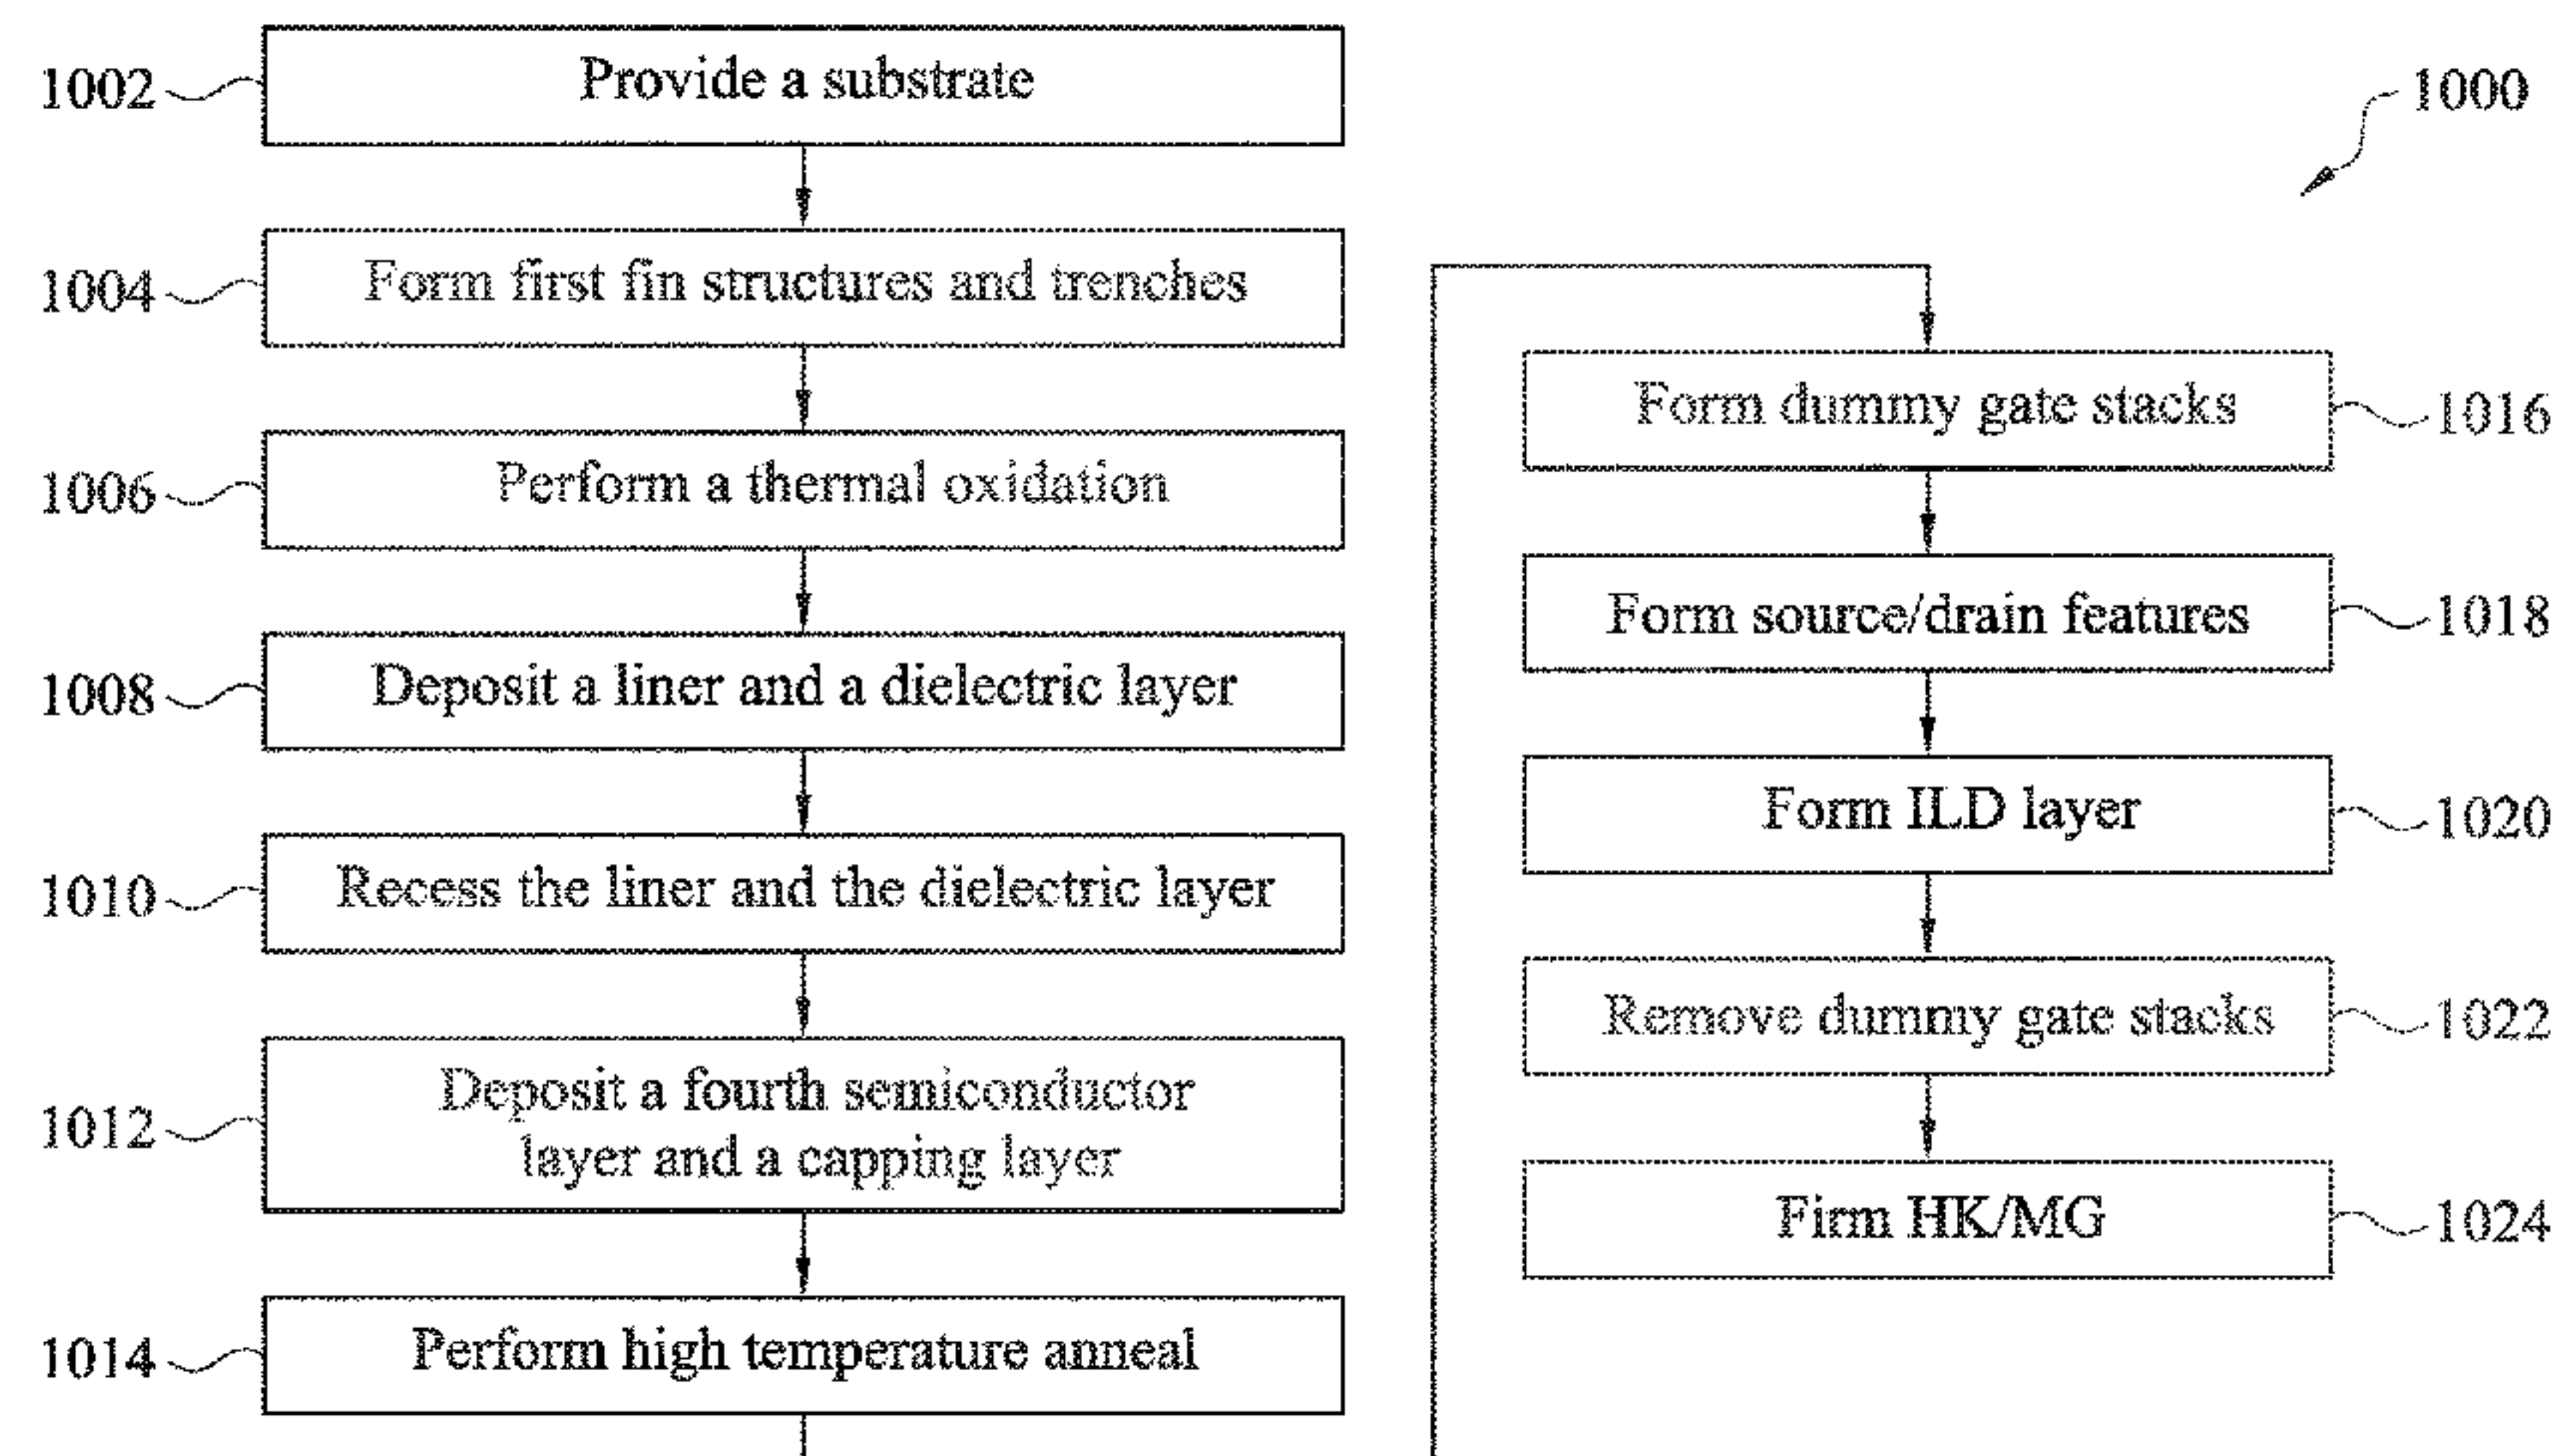 1002
Provide a substrate
1004
Form first fin structures and trenches
1006
Perform a thermal oxidation
1008
Deposit a liner and a dielectric layer
1010
Recess the liner and the dielectric layer
1012
Deposit a fourth semiconductor
layer and a capping layer
1014
Perform high temperature anneal
1000
Form dummy gate stacks
1016
Form source/drain features
1018
Form ILD layer
1020
Remove dummy gate stacks
1022
Firm HK/MG
1024